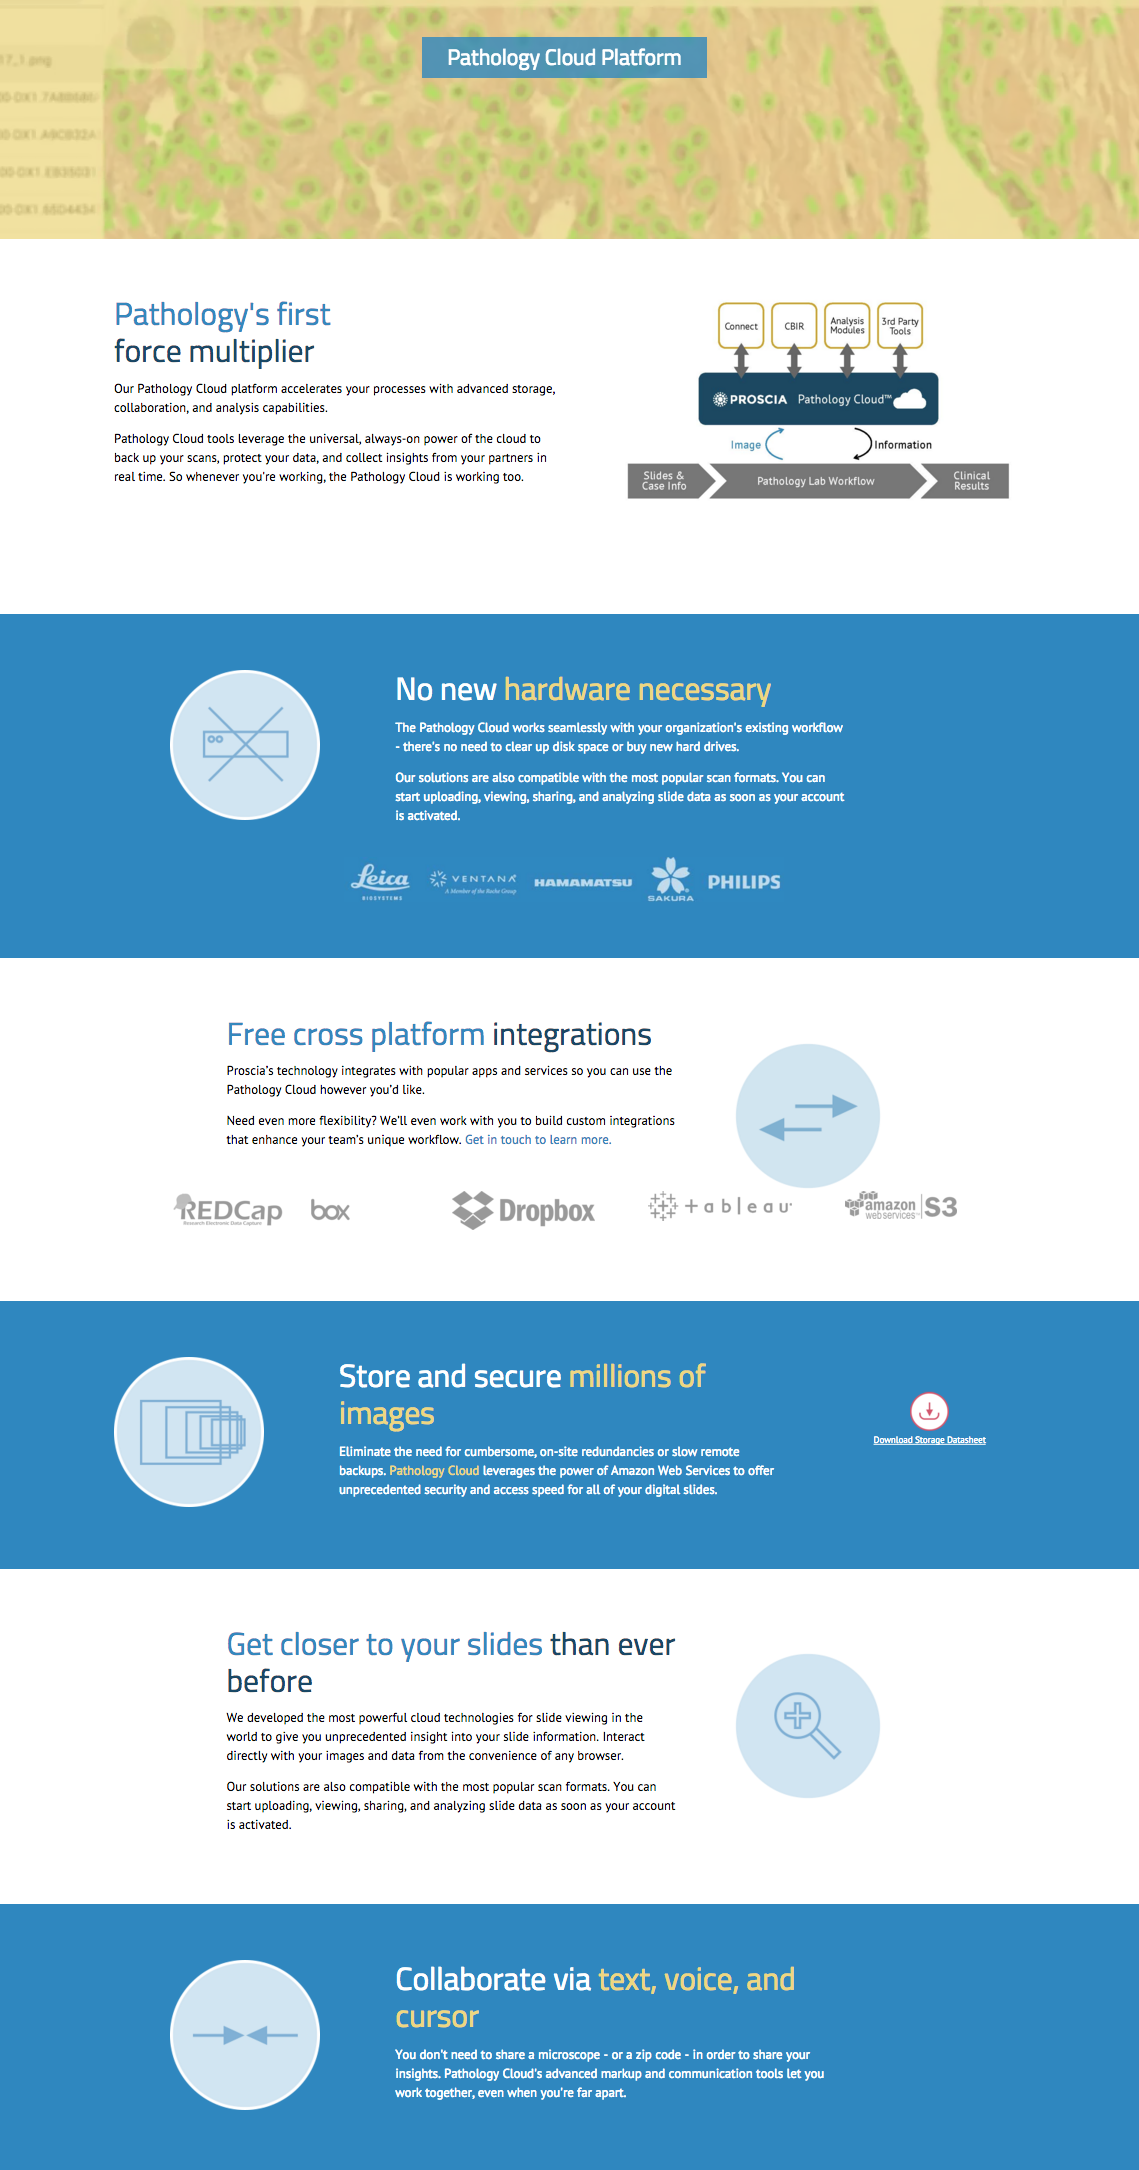 Pathology Cloud Platform
17_1.png
Pathology's first
force multiplier
Our Pathology Cloud platform accelerates your processes with advanced storage,
collaboration, and analysis capabilities.
Pathology Cloud tools leverage the universal, always-on power of the cloud to
back up your scans, protect your data, and collect insights from your partners in
real time. So whenever you're working, the Pathology Cloud is working too.
Connect
CBIR
Analysis
Modules
3rd Party
Tools
PROSCIA Pathology Cloud™
Image
Information
Slides &
Case Info
Pathology Lab Workflow
Clinical
Results
No new hardware necessary
The Pathology Cloud works seamlessly with your organization's existing workflow
- there's no need to clear up disk space or buy new hard drives.
Our solutions are also compatible with the most popular scan formats. You can
start uploading, viewing, sharing, and analyzing slide data as soon as your account
is activated.
Leica
BIOSYSTEMS
VENTANA
A Member of the Roche Group
HAMAMATSU
SAKURA
PHILIPS
Free cross platform integrations
Proscia's technology integrates with popular apps and services so you can use the
Pathology Cloud however you'd like.
Need even more flexibility? We'll even work with you to build custom integrations
that enhance your team's unique workflow. Get in touch to learn more.
REDCap
Research Electronic Data Capture
box
Dropbox
+ a b l e a u
amazon
webservices™
S3
Store and secure millions of
images
Eliminate the need for cumbersome, on-site redundancies or slow remote
backups. Pathology Cloud leverages the power of Amazon Web Services to offer
unprecedented security and access speed for all of your digital slides.
Download Storage Datasheet
Get closer to your slides than ever
before
We developed the most powerful cloud technologies for slide viewing in the
world to give you unprecedented insight into your slide information. Interact
directly with your images and data from the convenience of any browser.
Our solutions are also compatible with the most popular scan formats. You can
start uploading, viewing, sharing, and analyzing slide data as soon as your account
is activated.
Collaborate via text, voice, and
cursor
You don't need to share a microscope - or a zip code - in order to share your
insights. Pathology Cloud's advanced markup and communication tools let you
work together, even when you're far apart.